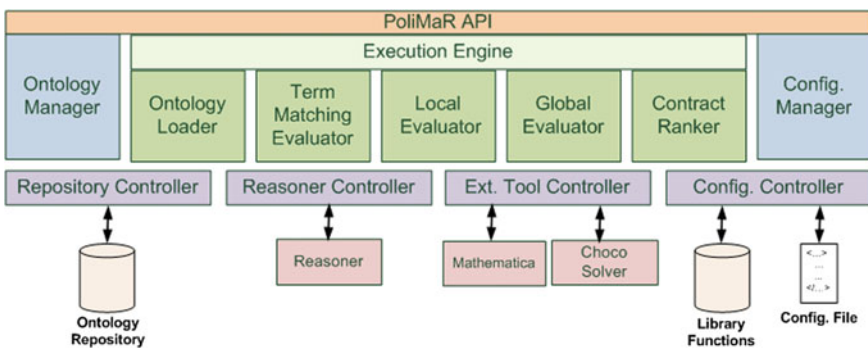 PoliMaR API
Ontology
Manager
Execution Engine
Config.
Manager
Ontology
Loader
Term
Matching
Evaluator
Local
Evaluator
Global
Evaluator
Contract
Ranker
Repository Controller
Reasoner Controller
Ext. Tool Controller
Config. Controller
Reasoner
Mathematica
Choco
Solver
<...>
...
...
</...>
Ontology
Repository
Library
Functions
Config. File